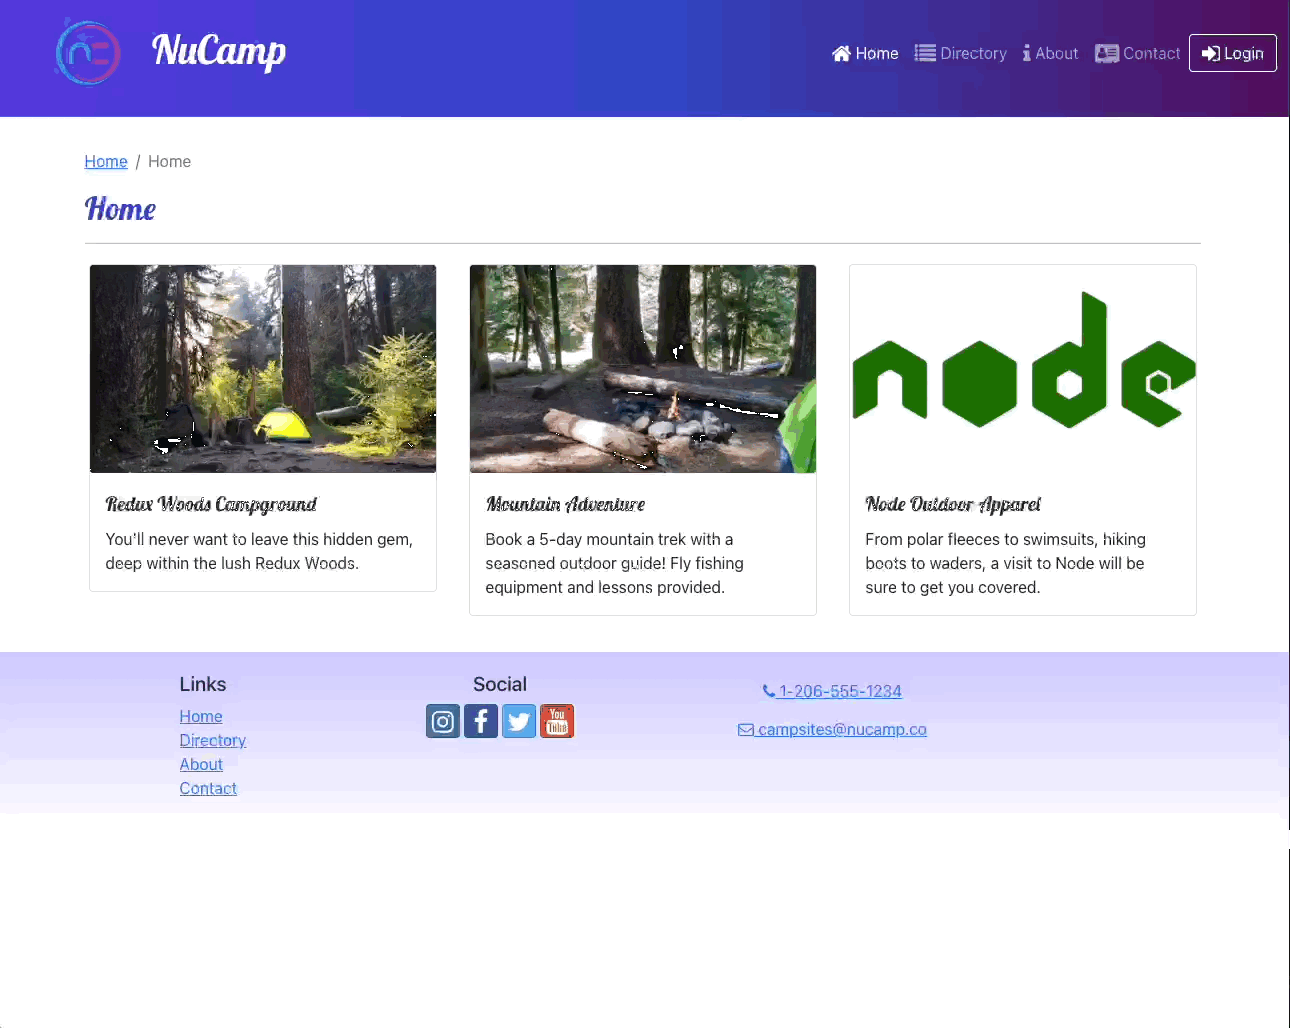 NuCamp
Home Directory About Contact Login
Home / Home
Home
node
Redux Woods Campground
You'll never want to leave this hidden gem,
deep within the lush Redux Woods.
Mountain Adventure
Book a 5-day mountain trek with a
seasoned outdoor guide! Fly fishing
equipment and lessons provided.
Node Outdoor Apparel
From polar fleeces to swimsuits, hiking
boots to waders, a visit to Node will be
sure to get you covered.
Links
Home
Directory
About
Contact
Social
You
Tube
1-206-555-1234
campsites@nucamp.co